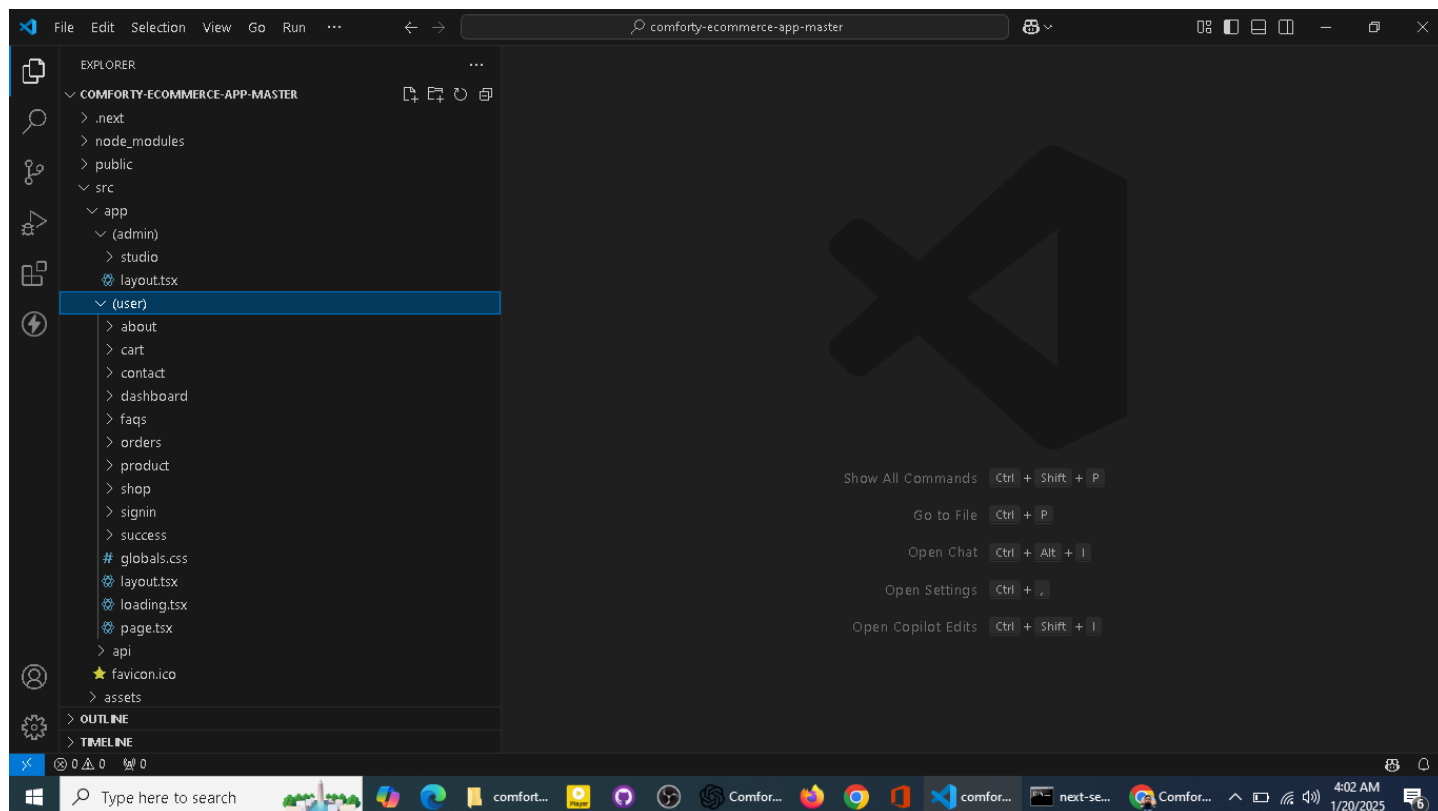 File Edit Selection View Go Run ···
comforty-ecommerce-app-master
EXPLORER
COMFORTY-ECOMMERCE-APP-MASTER
.next
node_modules
public
src
app
(admin)
studio
layout.tsx
(user)
about
cart
contact
dashboard
faqs
orders
product
shop
signin
success
# globals.css
layout.tsx
loading.tsx
page.tsx
api
favicon.ico
assets
OUTLINE
TIMELINE
Show All Commands Ctrl + Shift + P
Go to File Ctrl + P
Open Chat Ctrl + Alt + I
Open Settings Ctrl + ,
Open Copilot Edits Ctrl + Shift + I
0 0 0
Type here to search
comfort...
Player
Comfor...
comfor...
next-se...
Comfor...
4:02 AM
1/20/2025
6